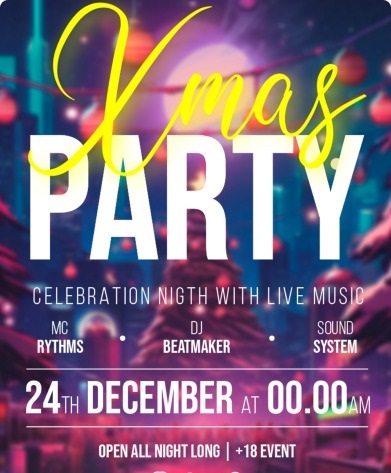 Xmas
PARTY
CELEBRATION NIGTH WITH LIVE MUSIC
MC DJ SOUND
RYTHMS • BEATMAKER • SYSTEM
24TH DECEMBER AT 00.00AM
OPEN ALL NIGHT LONG | +18 EVENT